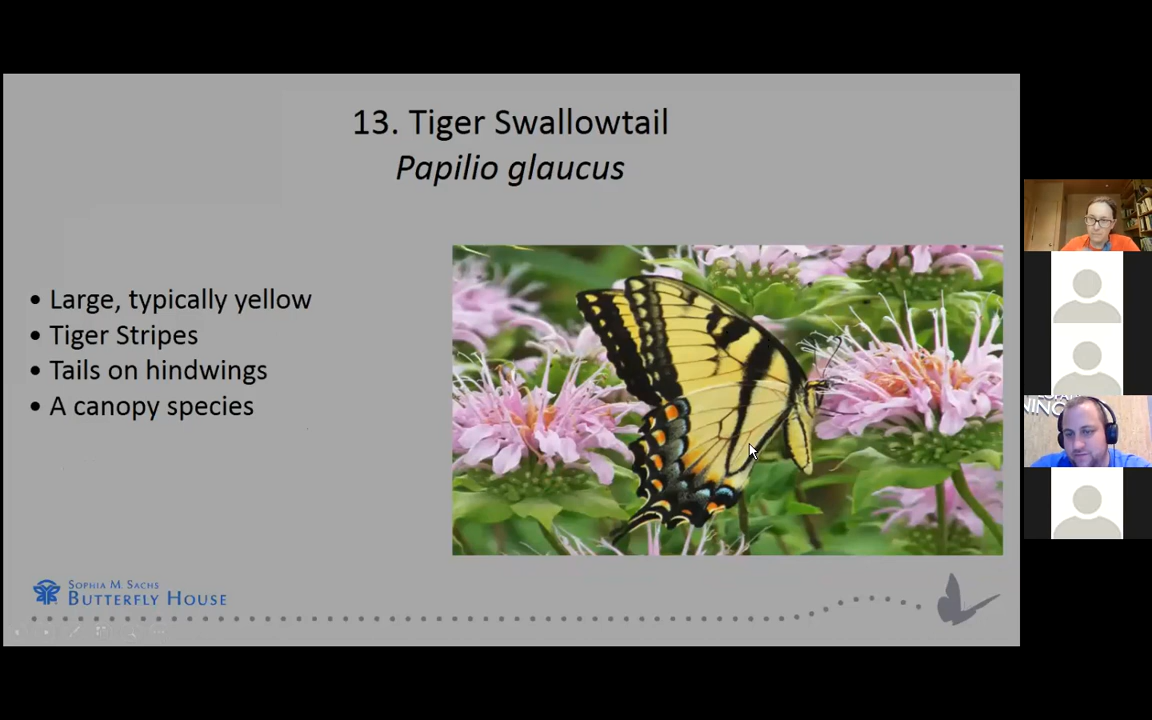 13. Tiger Swallowtail
Papilio glaucus
• Large, typically yellow
• Tiger Stripes
• Tails on hindwings
• A canopy species
SOPHIA M. SACHS
BUTTERFLY HOUSE